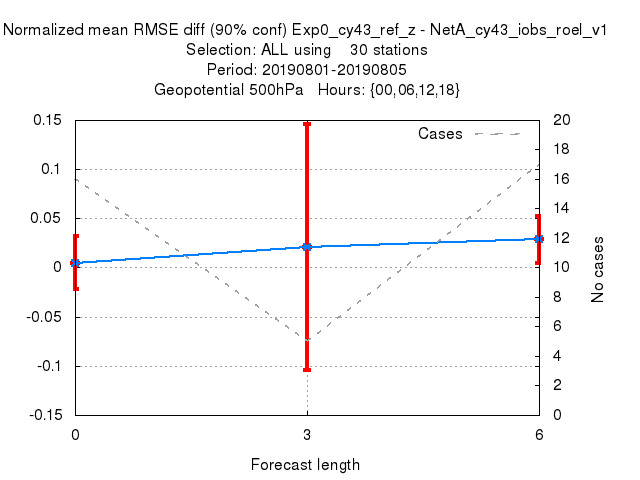 Normalized mean RMSE diff (90% conf) Exp0_cy43_ref_z - NetA_cy43_iobs_roel_v1
Selection: ALL using 30 stations
Period: 20190801-20190805
Geopotential 500hPa Hours: {00,06,12,18}
Cases
0.15
0.1
0.05
0
-0.05
-0.1
-0.15
20
18
16
14
12
10
8
6
4
2
0
No cases
0 3 6
Forecast length